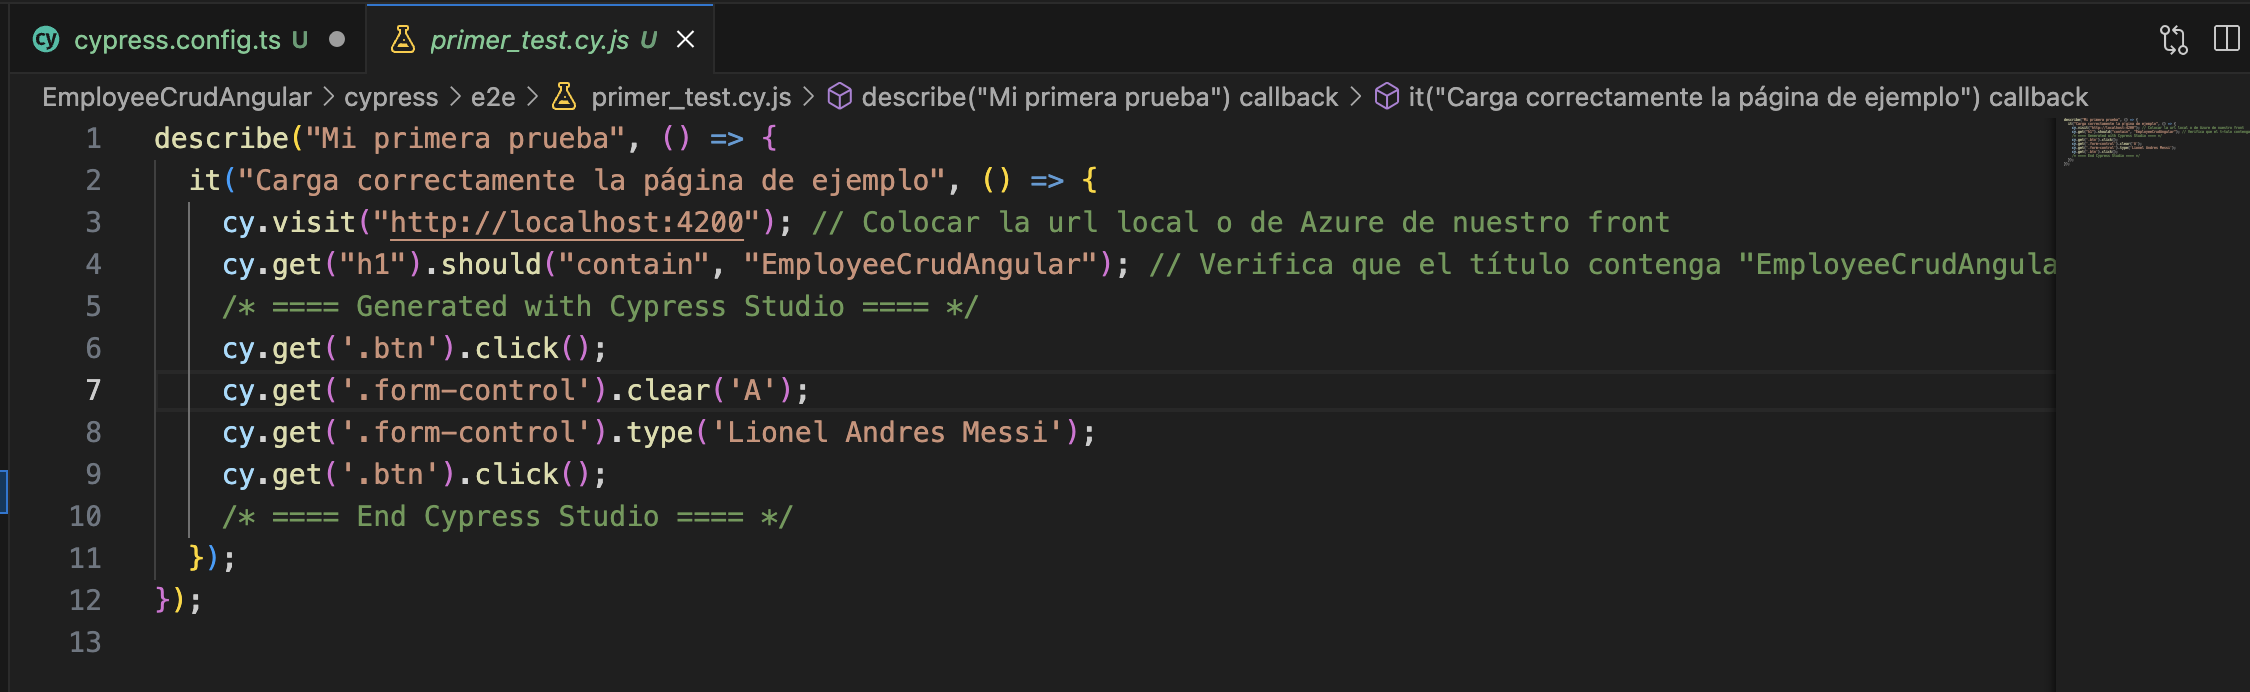 cypress.config.ts U
primer_test.cy.js U
EmployeeCrudAngular > cypress > e2e > primer_test.cy.js > describe("Mi primera prueba") callback > it("Carga correctamente la página de ejemplo") callback
1 describe("Mi primera prueba", () => {
2 it("Carga correctamente la página de ejemplo", () => {
3 cy.visit("http://localhost:4200"); // Colocar la url local o de Azure de nuestro front
4 cy.get("h1").should("contain", "EmployeeCrudAngular"); // Verifica que el título contenga "EmployeeCrudAngula
5 /* ==== Generated with Cypress Studio ==== */
6 cy.get('.btn').click();
7 cy.get('.form-control').clear('A');
8 cy.get('.form-control').type('Lionel Andres Messi');
9 cy.get('.btn').click();
10 /* ==== End Cypress Studio ==== */
11 });
12 });
13